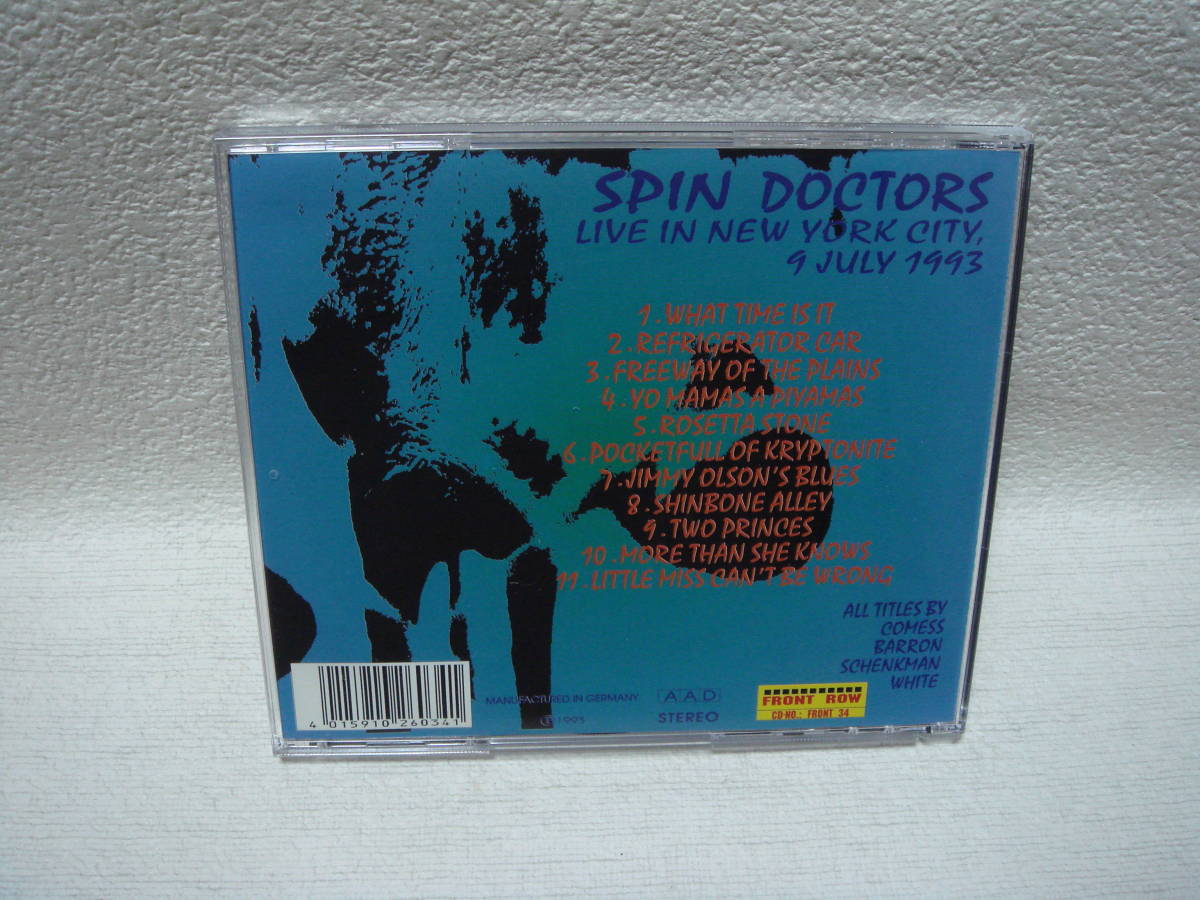 SPIN DOCTORS
LIVE IN NEW YORK CITY,
9 JULY 1993
1. WHAT TIME IS IT
2. REFRIGERATOR CAR
3. FREEWAY OF THE PLAINS
4. YO MAMAS A PIYAMAS
5. ROSETTA STONE
6. POCKETFULL OF KRYPTONITE
7. JIMMY OLSON'S BLUES
8. SHINBONE ALLEY
9. TWO PRINCES
10. MORE THAN SHE KNOWS
11. LITTLE MISS CAN'T BE WRONG
ALL TITLES BY
COMESS
BARRON
SCHENKMAN
WHITE
4 015910 260341
MANUFACTURED IN GERMANY
℗ 1995
AAD
STEREO
FRONT ROW
CD-NO.: FRONT 34